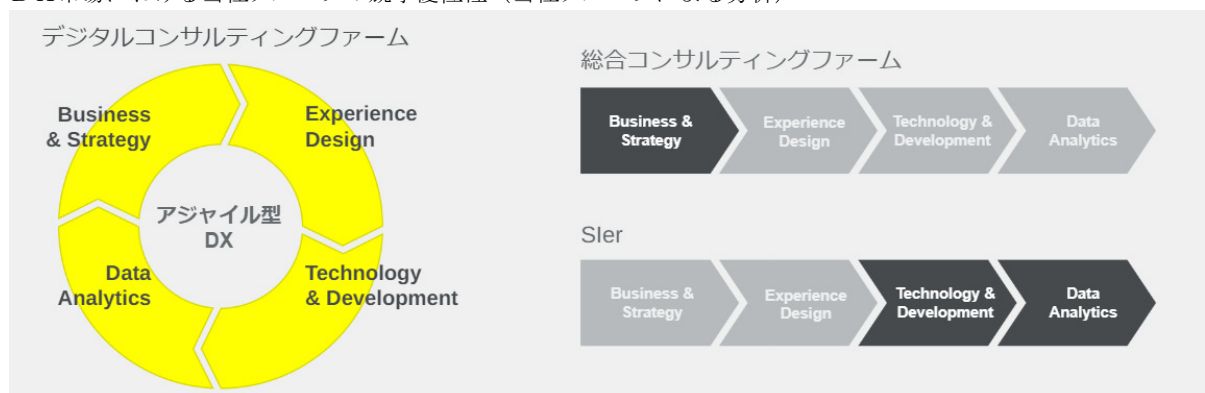 デジタルコンサルティングファーム
Business
& Strategy
Experience
Design
アジャイル型
DX
Data
Analytics
Technology
& Development
総合コンサルティングファーム
Business &
Strategy
Experience
Design
Technology &
Development
Data
Analytics
SIer
Business &
Strategy
Experience
Design
Technology &
Development
Data
Analytics